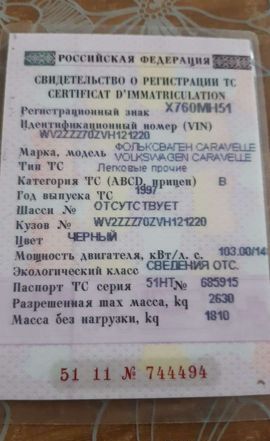 РОССИЙСКАЯ ФЕДЕРАЦИЯ
СВИДЕТЕЛЬСТВО О РЕГИСТРАЦИИ ТС
CERTIFICAT D'IMMATRICULATION
Регистрационный знак Х760МН51
Идентификационный номер (VIN)
WV2ZZZ70ZVH121220
Марка, модель ФОЛЬКСВАГЕН CARAVELLE
VOLKSWAGEN CARAVELLE
Тип ТС Легковые прочие
Категория ТС (ABCD, прицеп) B
Год выпуска ТС 1997
Шасси № ОТСУТСТВУЕТ
Кузов № WV2ZZZ70ZVH121220
Цвет ЧЕРНЫЙ
Мощность двигателя, кВт/л. с. 103.00/14
Экологический класс СВЕДЕНИЯ ОТС.
Паспорт ТС серия 51НТ № 685915
Разрешенная max масса, kg 2630
Масса без нагрузки, kg 1810
51 11 № 744494